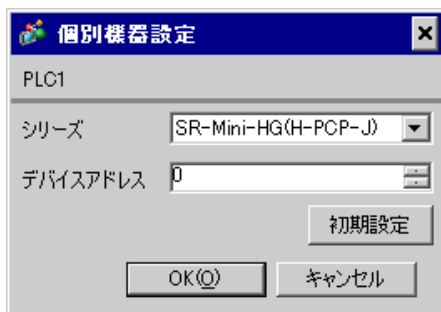 個別機器設定
PLC1
シリーズ SR-Mini-HG(H-PCP-J)
デバイスアドレス 0
初期設定
OK(O) キャンセル